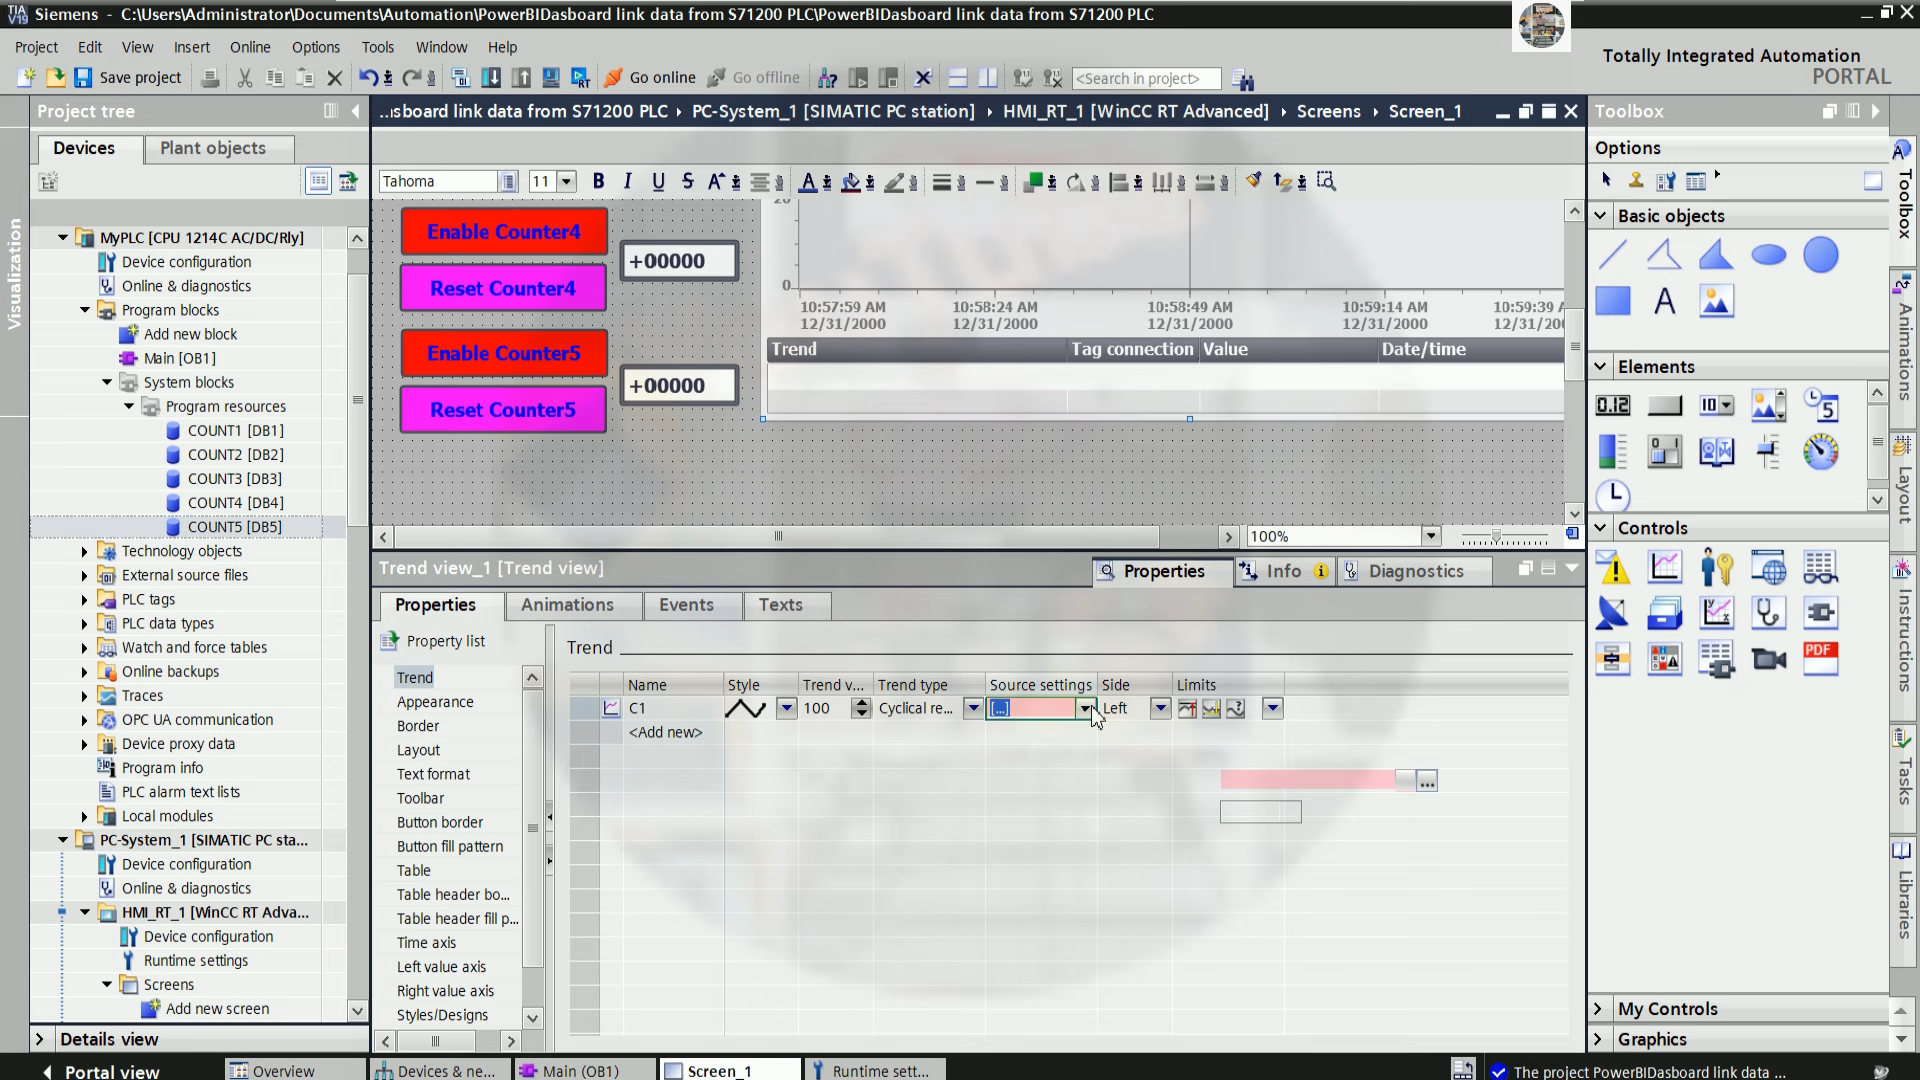 TIA V19 Siemens - C:\Users\Administrator\Documents\Automation\PowerBIDasboard link data from S71200 PLC\PowerBIDasboard link data from S71200 PLC
Project Edit View Insert Online Options Tools Window Help
Totally Integrated Automation
PORTAL
Save project
Go online
Go offline
<Search in project>
Project tree
...sboard link data from S71200 PLC › PC-System_1 [SIMATIC PC station] › HMI_RT_1 [WinCC RT Advanced] › Screens › Screen_1
Toolbox
Devices
Plant objects
Options
Tahoma
11
B I U S
Visualization
MyPLC [CPU 1214C AC/DC/Rly]
Device configuration
Online & diagnostics
Program blocks
Add new block
Main [OB1]
System blocks
Program resources
COUNT1 [DB1]
COUNT2 [DB2]
COUNT3 [DB3]
COUNT4 [DB4]
COUNT5 [DB5]
Technology objects
External source files
PLC tags
PLC data types
Watch and force tables
Online backups
Traces
OPC UA communication
Device proxy data
Program info
PLC alarm text lists
Local modules
PC-System_1 [SIMATIC PC sta...
Device configuration
Online & diagnostics
HMI_RT_1 [WinCC RT Adva...
Device configuration
Runtime settings
Screens
Add new screen
Details view
Enable Counter4
Reset Counter4
+00000
Enable Counter5
Reset Counter5
+00000
20
0
10:57:59 AM 10:58:24 AM 10:58:49 AM 10:59:14 AM 10:59:39 A
12/31/2000 12/31/2000 12/31/2000 12/31/2000 12/31/200
Trend Tag connection Value Date/time
100%
Trend view_1 [Trend view]
Properties Info Diagnostics
Properties Animations Events Texts
Property list
Trend
Appearance
Border
Layout
Text format
Toolbar
Button border
Button fill pattern
Table
Table header bo...
Table header fill p...
Time axis
Left value axis
Right value axis
Styles/Designs
Trend
Name Style Trend v... Trend type Source settings Side Limits
C1 100 Cyclical re... [...] Left
<Add new>
...
Basic objects
A
Elements
0.12
10
5
Controls
PDF
My Controls
Graphics
Toolbox
Animations
Layout
Instructions
Tasks
Libraries
Portal view
Overview
Devices & ne...
Main (OB1)
Screen_1
Runtime sett...
The project PowerBIDasboard link data ...